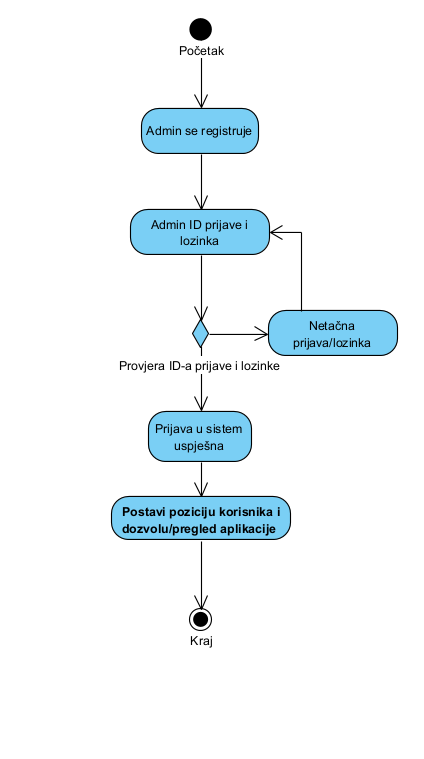 Početak
Admin se registruje
Admin ID prijave i
lozinka
Netačna
prijava/lozinka
Provjera ID-a prijave i lozinke
Prijava u sistem
uspješna
Postavi poziciju korisnika i
dozvolu/pregled aplikacije
Kraj